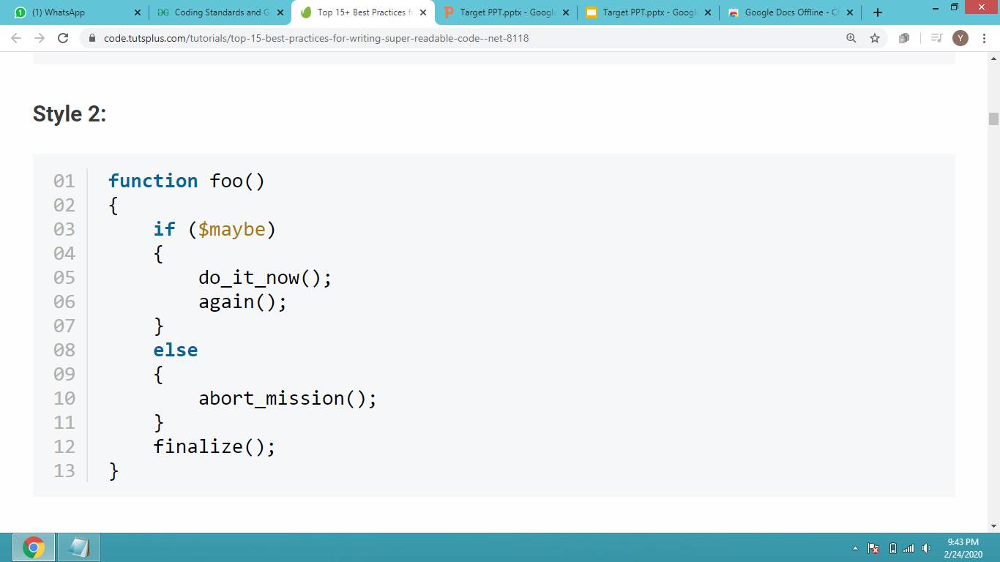 (1) WhatsApp
Coding Standards and G
Top 15+ Best Practices fo
Target PPT.pptx - Google
Target PPT.pptx - Googl
Google Docs Offline - Ch
code.tutsplus.com/tutorials/top-15-best-practices-for-writing-super-readable-code--net-8118
Y
Style 2:
01 function foo()
02 {
03     if ($maybe)
04     {
05         do_it_now();
06         again();
07     }
08     else
09     {
10         abort_mission();
11     }
12     finalize();
13 }
9:43 PM
2/24/2020